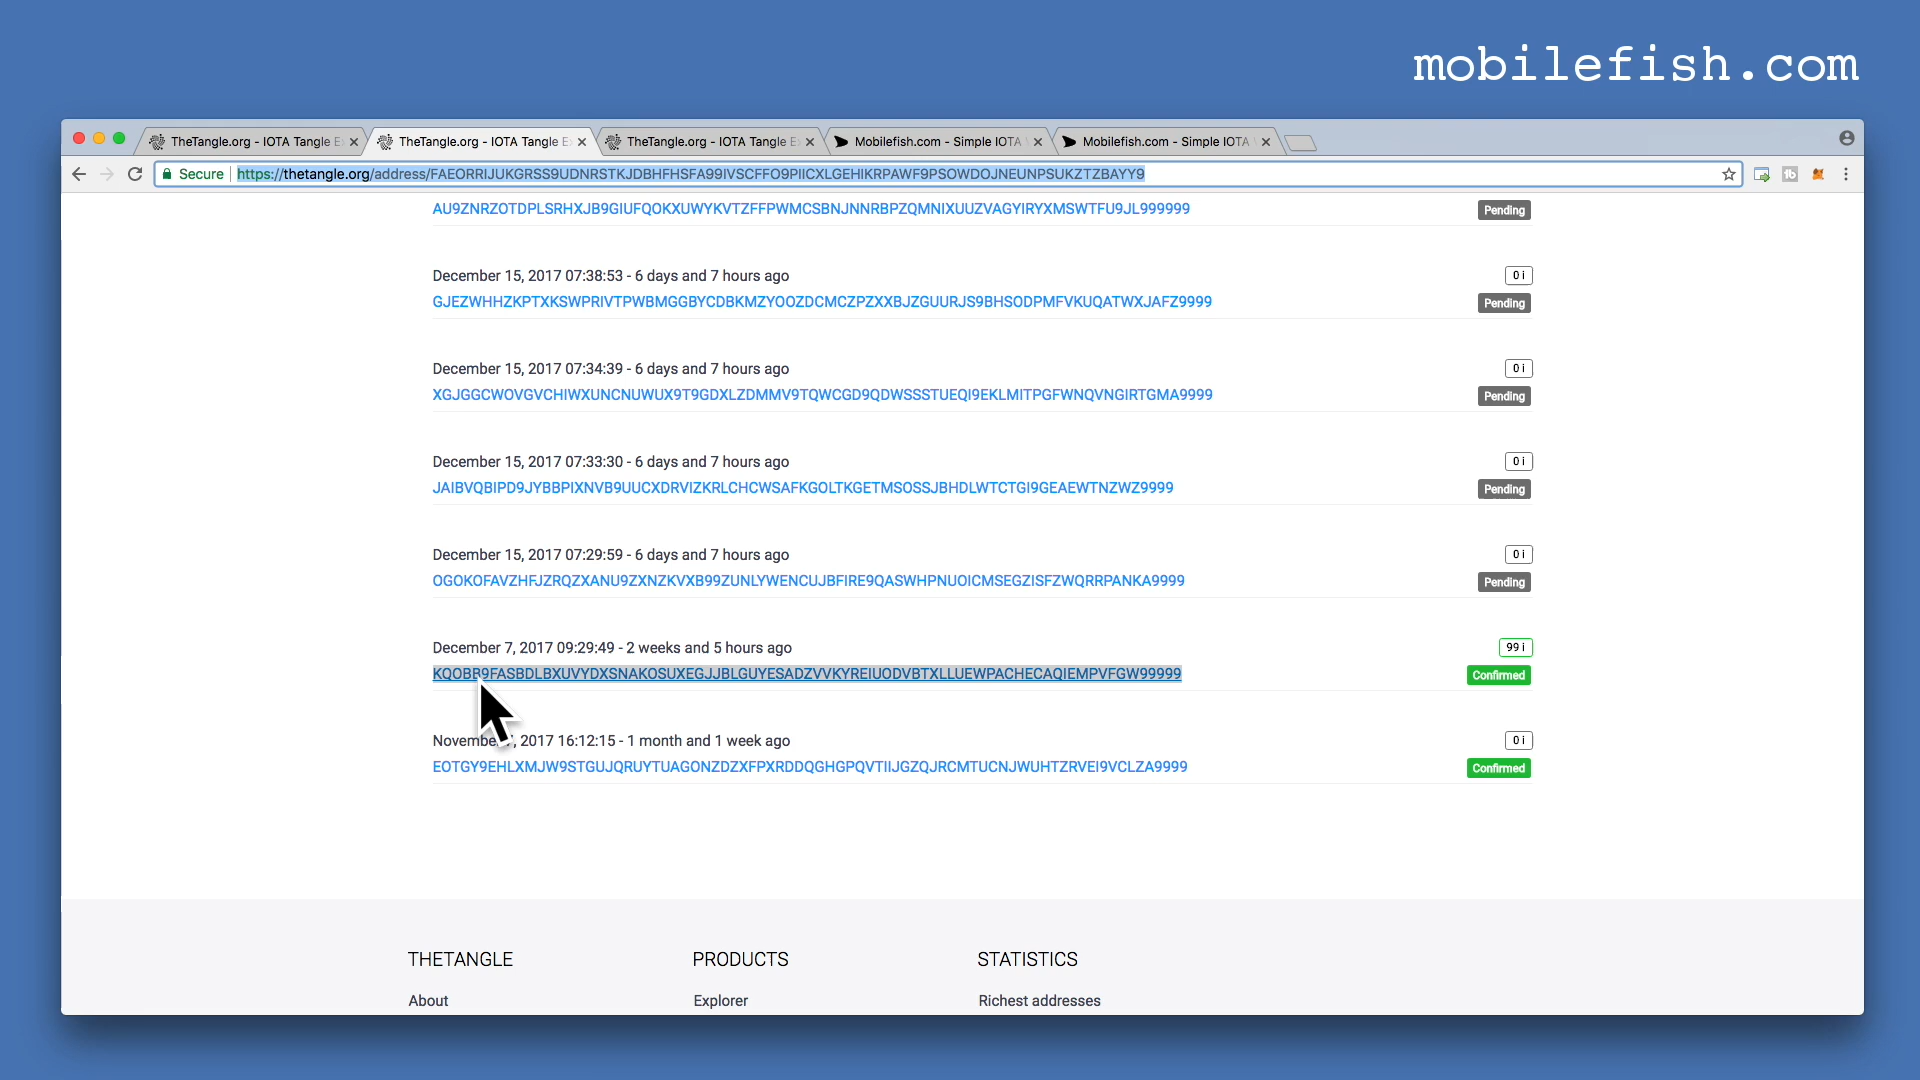 mobilefish.com
TheTangle.org - IOTA Tangle E
TheTangle.org - IOTA Tangle E
TheTangle.org - IOTA Tangle E
Mobilefish.com - Simple IOTA
Mobilefish.com - Simple IOTA
Secure https://thetangle.org/address/FAEORRIJUKGRSS9UDNRSTKJDBHFHSFA99IVSCFFO9PIICXLGEHIKRPAWF9PSOWDOJNEUNPSUKZTZBAYY9
AU9ZNRZOTDPLSRHXJB9GIUFQOKXUWYKVTZFFPWMCSBNJNNRBPZQMNIXUUZVAGYIRYXMSWTFU9JL999999 Pending
December 15, 2017 07:38:53 - 6 days and 7 hours ago 0 i
GJEZWHHZKPTXKSWPRIVTPWBMGGBYCDBKMZYOOZDCMCZPZXXBJZGUURJS9BHSODPMFVKUQATWXJAFZ9999 Pending
December 15, 2017 07:34:39 - 6 days and 7 hours ago 0 i
XGJGGCWOVGVCHIWXUNCNUWUX9T9GDXLZDMMV9TQWCGD9QDWSSSTUEQI9EKLMITPGFWNQVNGIRTGMA9999 Pending
December 15, 2017 07:33:30 - 6 days and 7 hours ago 0 i
JAIBVQBIPD9JYBBPIXNVB9UUCXDRVIZKRLCHCWSAFKGOLTKGETMSOSSJBHDLWTCTGI9GEAEWTNZWZ9999 Pending
December 15, 2017 07:29:59 - 6 days and 7 hours ago 0 i
OGOKOFAVZHFJZRQZXANU9ZXNZKVXB99ZUNLYWENCUJBFIRE9QASWHPNUOICMSEGZISFZWQRRPANKA9999 Pending
December 7, 2017 09:29:49 - 2 weeks and 5 hours ago 99 i
KQOBB9FASBDLBXUVYDXSNAKOSUXEGJJBLGUYESADZVVKYREIUODVBTXLLUEWPACHECAQIEMPVFGW99999 Confirmed
, 2017 16:12:15 - 1 month and 1 week ago 0 i
EOTGY9EHLXMJW9STGUJQRUYTUAGONZDZXFPXRDDQGHGPQVTIIJGZQJRCMTUCNJWUHTZRVEI9VCLZA9999 Confirmed
THETANGLE PRODUCTS STATISTICS
About Explorer Richest addresses